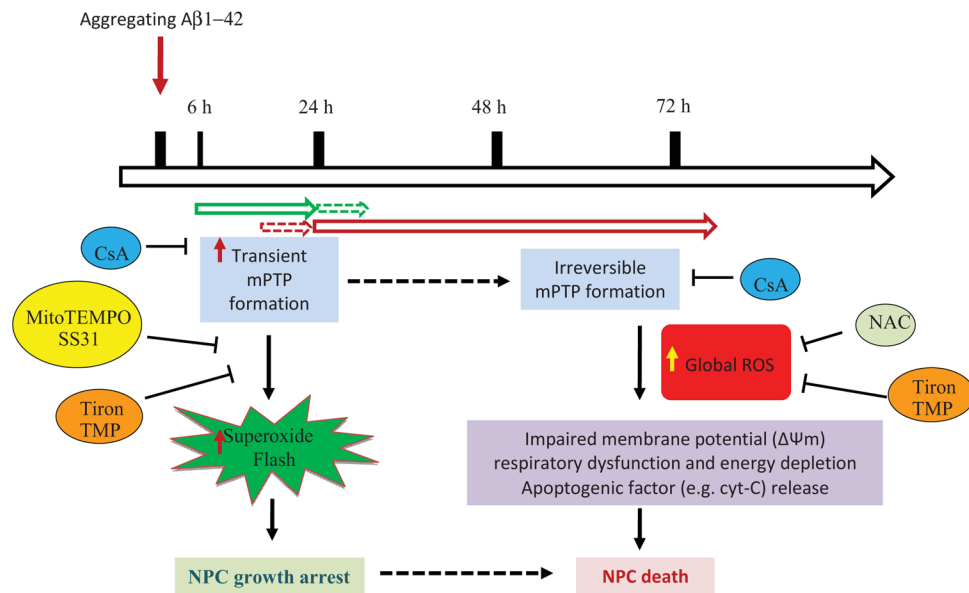 Aggregating Aβ1–42
6 h
24 h
48 h
72 h
CsA
Transient
mPTP
formation
Irreversible
mPTP formation
CsA
MitoTEMPO
SS31
NAC
Global ROS
Tiron
TMP
Tiron
TMP
Superoxide
Flash
Impaired membrane potential (ΔΨm)
respiratory dysfunction and energy depletion
Apoptogenic factor (e.g. cyt-C) release
NPC growth arrest
NPC death